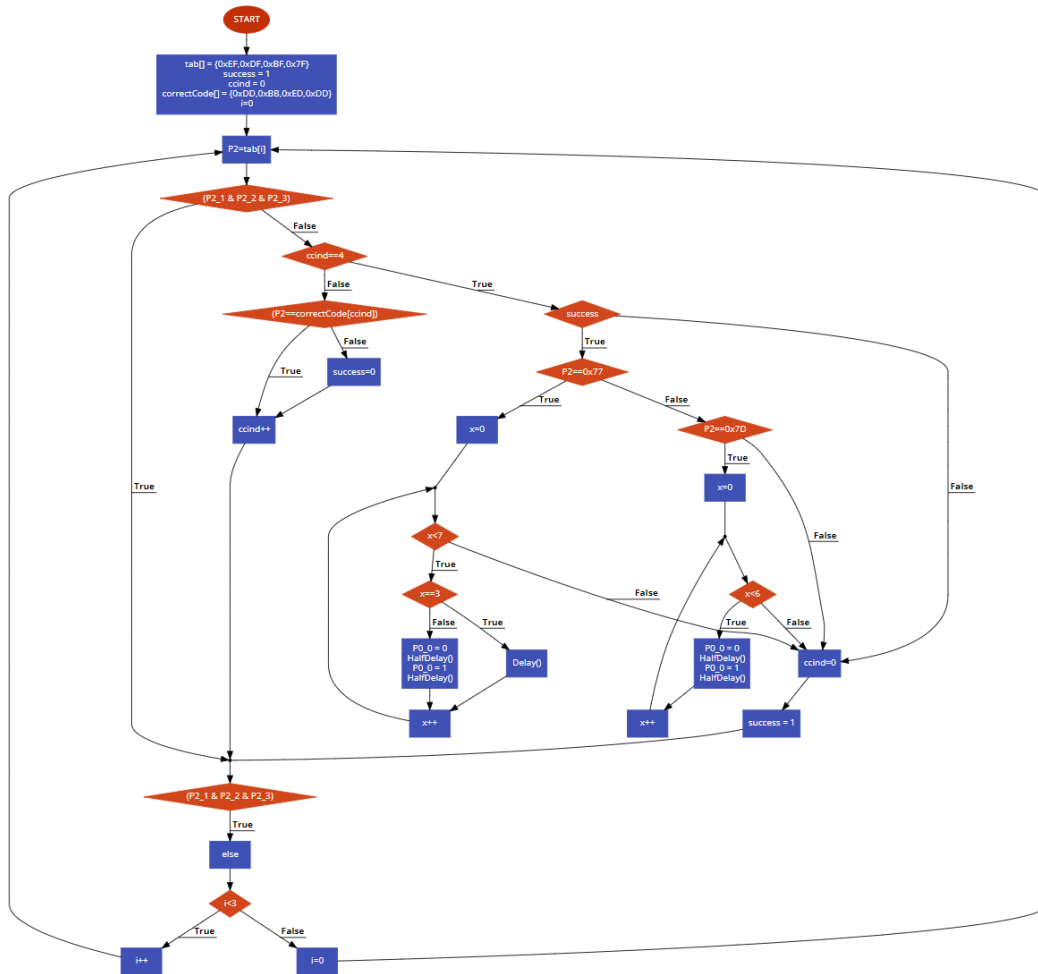 START
tab[] = {0xEF,0xDF,0xBF,0x7F}
success = 1
ccind = 0
correctCode[] = {0xDD,0xBB,0xED,0xDD}
i=0
P2=tab[i]
(P2_1 & P2_2 & P2_3)
False
ccind==4
True
False
(P2==correctCode[ccind])
success
False
True
True
success=0
P2==0x77
True
False
ccind++
x=0
P2==0x7D
True
True
x=0
False
x<7
False
True
x==3
False
x<6
False
True
True
False
P0_0 = 0
HalfDelay()
P0_0 = 1
HalfDelay()
Delay()
P0_0 = 0
HalfDelay()
P0_0 = 1
HalfDelay()
ccind=0
x++
x++
success = 1
(P2_1 & P2_2 & P2_3)
True
else
i<3
True
False
i++
i=0